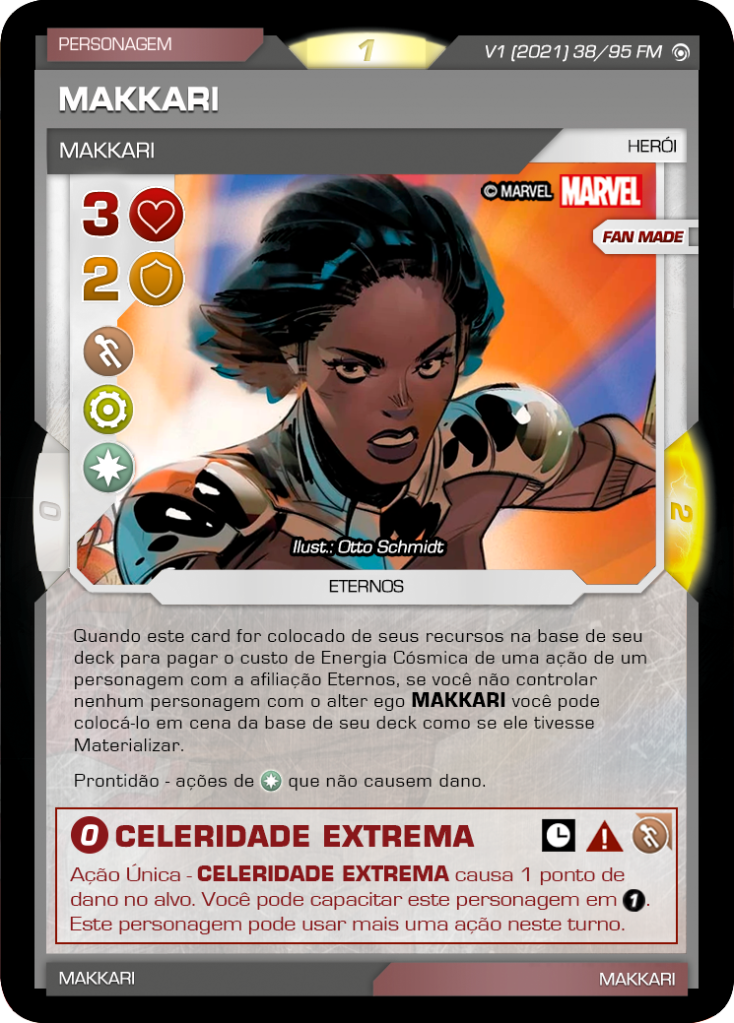 PERSONAGEM
1
V1 (2021) 38/95 FM
MAKKARI
MAKKARI
HERÓI
3
© MARVEL MARVEL
FAN MADE
2
0
2
Ilust.: Otto Schmidt
ETERNOS
Quando este card for colocado de seus recursos na base de seu
deck para pagar o custo de Energia Cósmica de uma ação de um
personagem com a afiliação Eternos, se você não controlar
nenhum personagem com o alter ego MAKKARI você pode
colocá-lo em cena da base de seu deck como se ele tivesse
Materializar.
Prontidão - ações de que não causem dano.
0 CELERIDADE EXTREMA
Ação Única - CELERIDADE EXTREMA causa 1 ponto de
dano no alvo. Você pode capacitar este personagem em 1.
Este personagem pode usar mais uma ação neste turno.
MAKKARI
MAKKARI